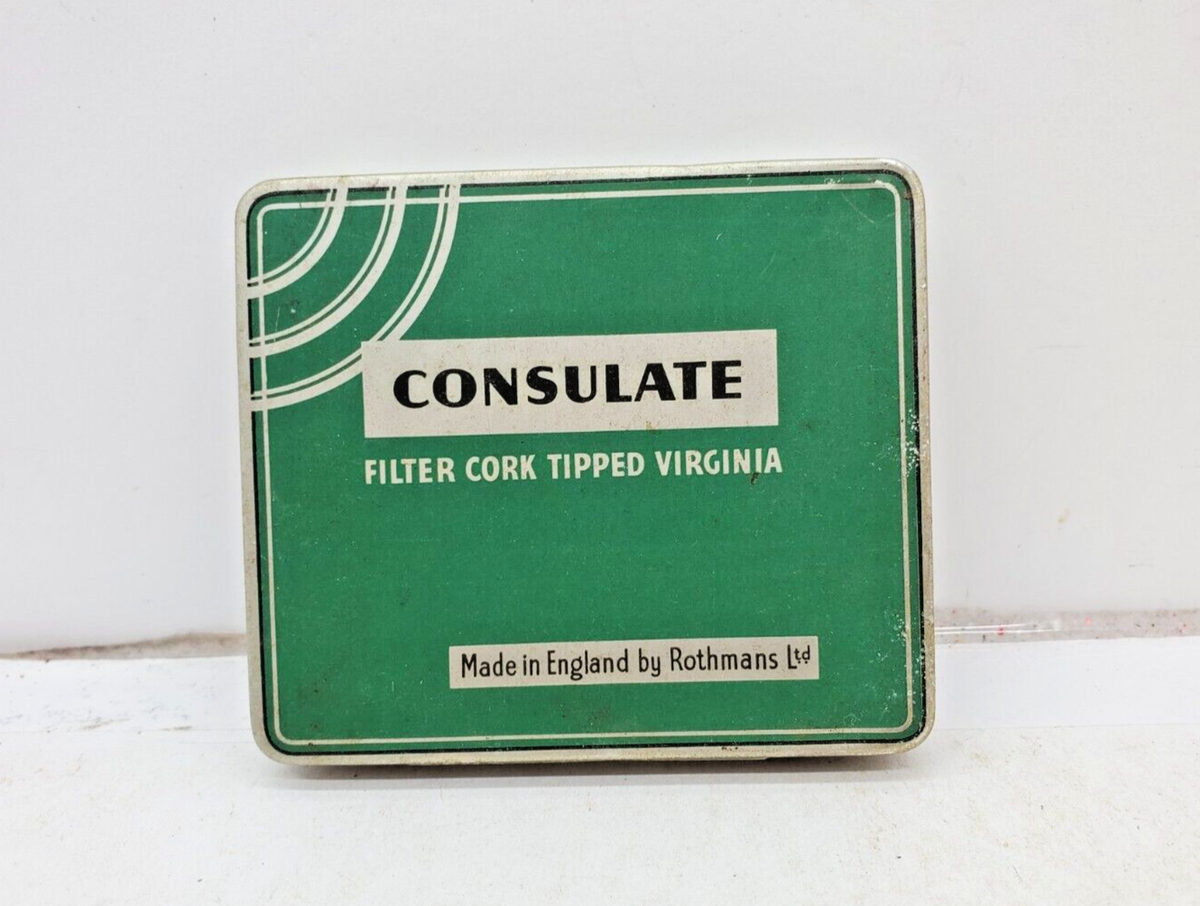 CONSULATE
FILTER CORK TIPPED VIRGINIA
Made in England by Rothmans Ltd